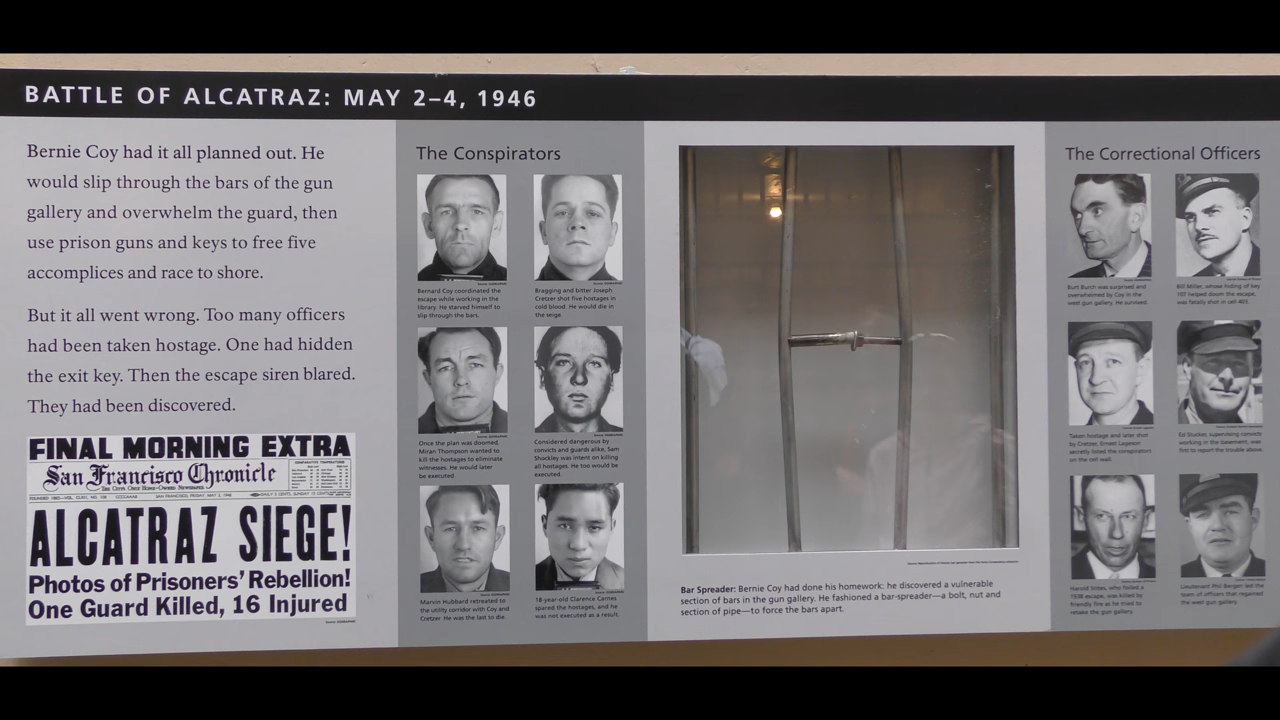 BATTLE OF ALCATRAZ: MAY 2–4, 1946
Bernie Coy had it all planned out. He
would slip through the bars of the gun
gallery and overwhelm the guard, then
use prison guns and keys to free five
accomplices and race to shore.
But it all went wrong. Too many officers
had been taken hostage. One had hidden
the exit key. Then the escape siren blared.
They had been discovered.
FINAL MORNING EXTRA
San Francisco Chronicle
THE CITY'S ONLY HOME-OWNED NEWSPAPER
SAN FRANCISCO, FRIDAY, MAY 3, 1946
ALCATRAZ SIEGE!
Photos of Prisoners' Rebellion!
One Guard Killed, 16 Injured
The Conspirators
Bernard Coy coordinated the
escape while working in the
library. He starved himself to
slip through the bars.
Bragging and bitter Joseph
Cretzer shot five hostages in
cold blood. He would die in
the seige.
Once the plan was doomed,
Miran Thompson wanted to
kill the hostages to eliminate
witnesses. He would later
be executed.
Considered dangerous by
convicts and guards alike, Sam
Shockley was intent on killing
all hostages. He too would be
executed.
Marvin Hubbard retreated to
the utility corridor with Coy and
Cretzer. He was the last to die.
18-year-old Clarence Carnes
spared the hostages, and he
was not executed as a result.
Bar Spreader: Bernie Coy had done his homework: he discovered a vulnerable
section of bars in the gun gallery. He fashioned a bar-spreader—a bolt, nut and
section of pipe—to force the bars apart.
The Correctional Officers
Burt Burch was surprised and
overwhelmed by Coy in the
west gun gallery. He survived.
Bill Miller, whose hiding of key
107 helped doom the escape,
was fatally shot in cell 403.
Taken hostage and later shot
by Cretzer, Ernest Lageson
secretly listed the conspirators
on the cell wall.
Ed Stucker, supervising convicts
working in the basement, was
first to report the trouble above.
Harold Stites, who foiled a
1938 escape, was killed by
friendly fire as he tried to
retake the gun gallery.
Lieutenant Phil Bergen led the
team of officers that regained
the west gun gallery.